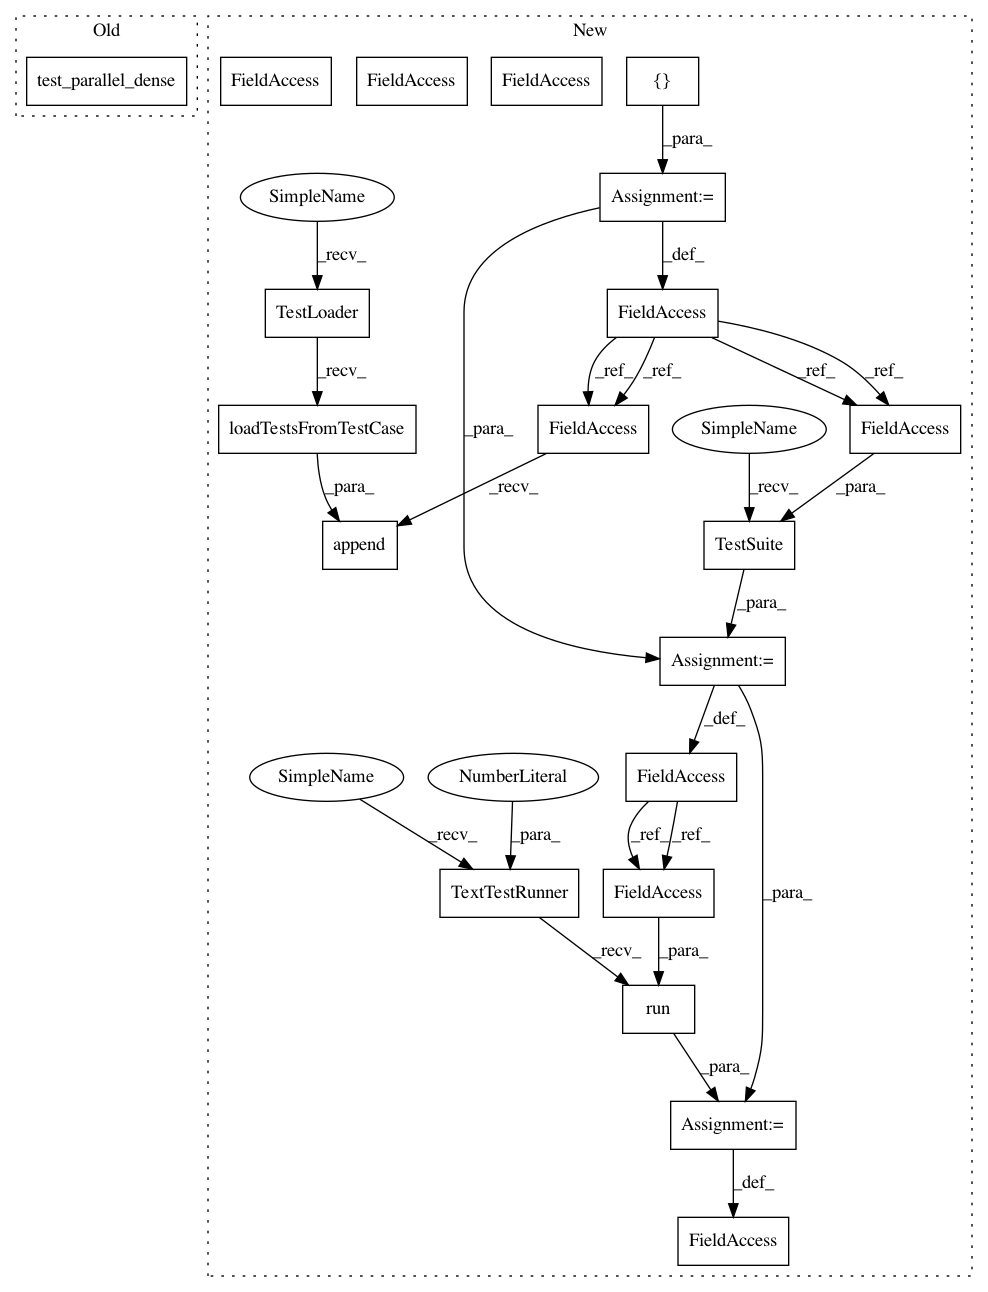 Old
New
test_parallel_dense
FieldAccess
FieldAccess
FieldAccess
{}
_para_
SimpleName
Assignment:=
_recv_
_def_
TestLoader
FieldAccess
_recv_
_ref_
_ref_
_ref_
_ref_
loadTestsFromTestCase
_para_
FieldAccess
SimpleName
FieldAccess
_para_
_recv_
_recv_
_para_
append
TestSuite
_para_
Assignment:=
_def_
SimpleName
NumberLiteral
FieldAccess
_recv_
_para_
_ref_
_ref_
TextTestRunner
FieldAccess
_para_
_recv_
_para_
run
_para_
Assignment:=
_def_
FieldAccess